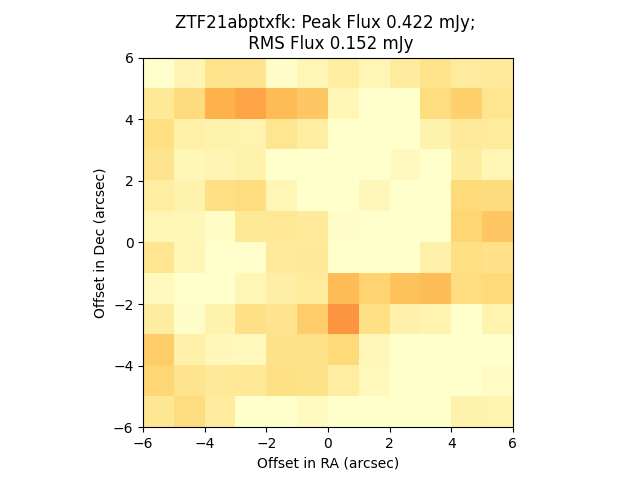 ZTF21abptxfk: Peak Flux 0.422 mJy;
RMS Flux 0.152 mJy
6
4
2
0
−2
−4
−6
Offset in Dec (arcsec)
−6 −4 −2 0 2 4 6
Offset in RA (arcsec)